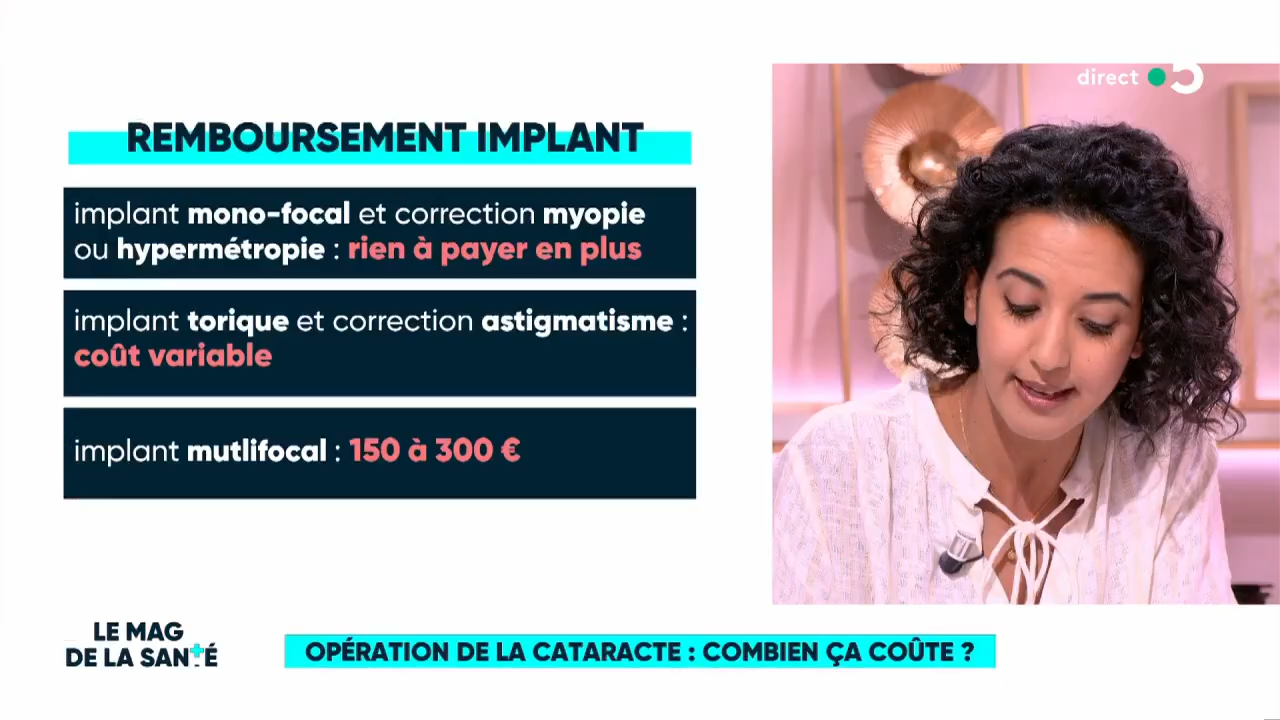 direct 5
REMBOURSEMENT IMPLANT
implant mono-focal et correction myopie
ou hypermétropie : rien à payer en plus
implant torique et correction astigmatisme :
coût variable
implant mutlifocal : 150 à 300 €
LE MAG
DE LA SANTÉ
OPÉRATION DE LA CATARACTE : COMBIEN ÇA COÛTE ?